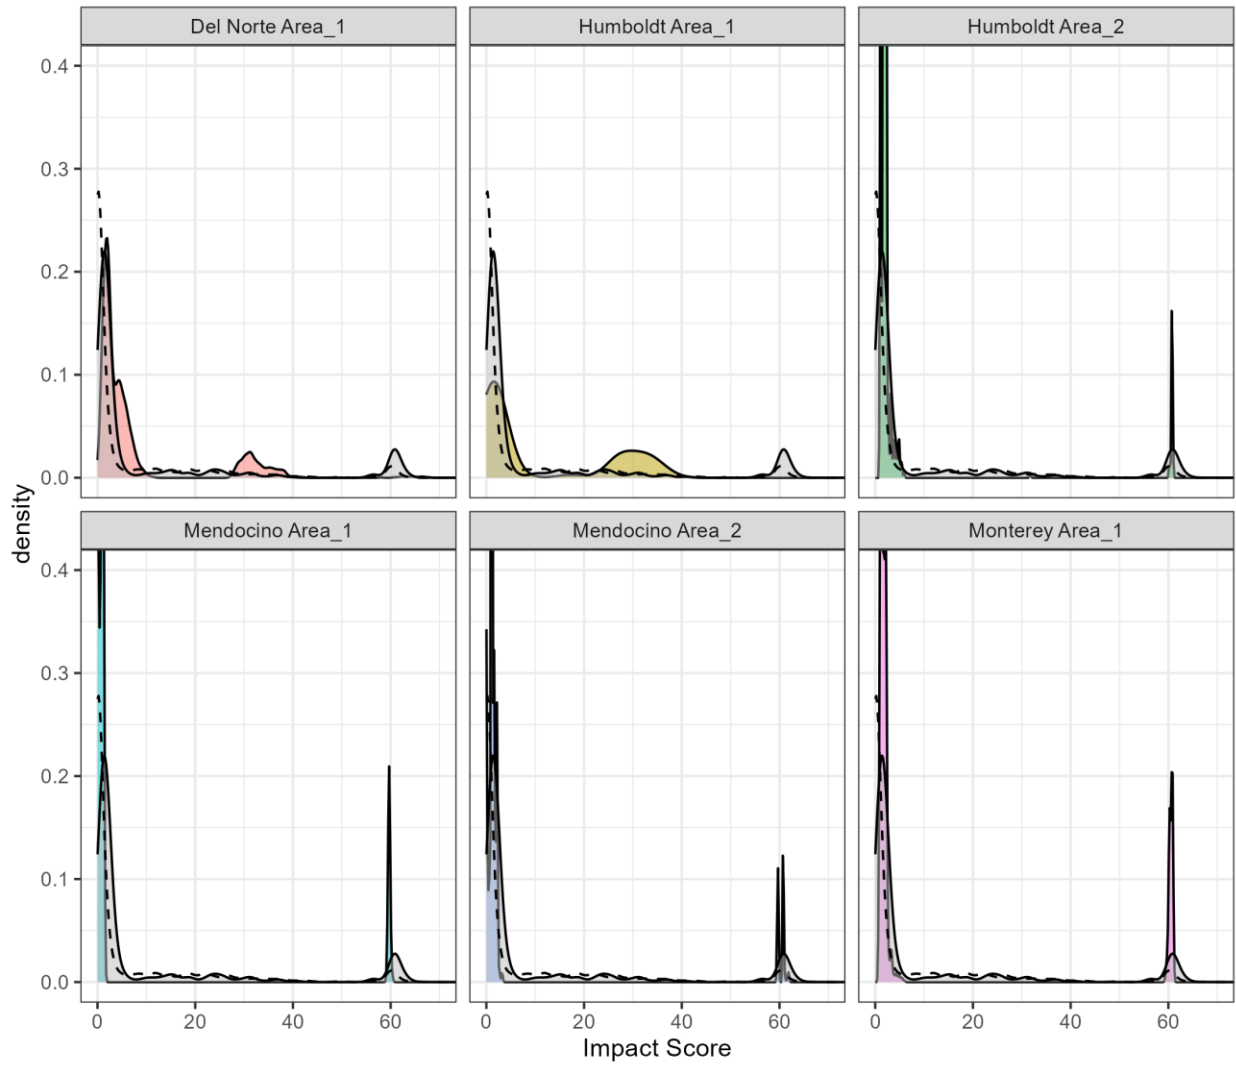 Del Norte Area_1 Humboldt Area_1 Humboldt Area_2
0.4
0.3
0.2
0.1
0.0
density
Mendocino Area_1 Mendocino Area_2 Monterey Area_1
0.4
0.3
0.2
0.1
0.0
0 20 40 60 0 20 40 60 0 20 40 60
Impact Score